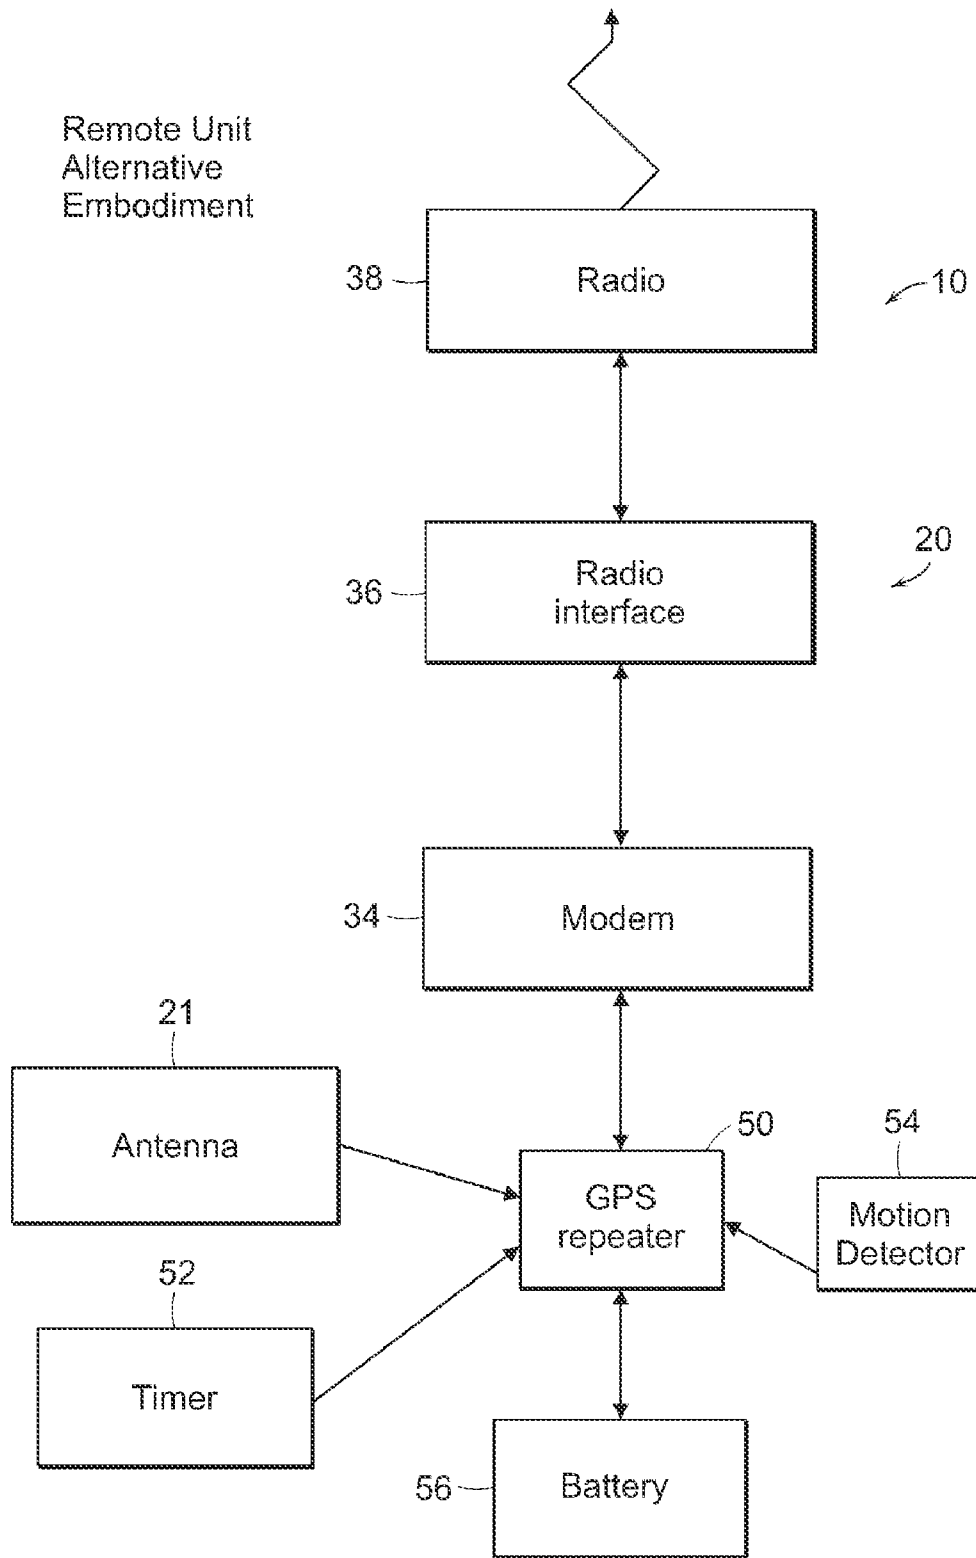 Remote Unit
Alternative
Embodiment
38
Radio
10
20
36
Radio
interface
34
Modem
21
Antenna
50
GPS
repeater
54
Motion
Detector
52
Timer
56
Battery